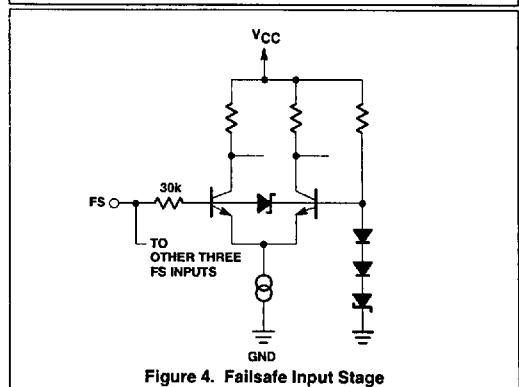 VCC
30k
FS
TO
OTHER THREE
FS INPUTS
GND
Figure 4. Failsafe Input Stage